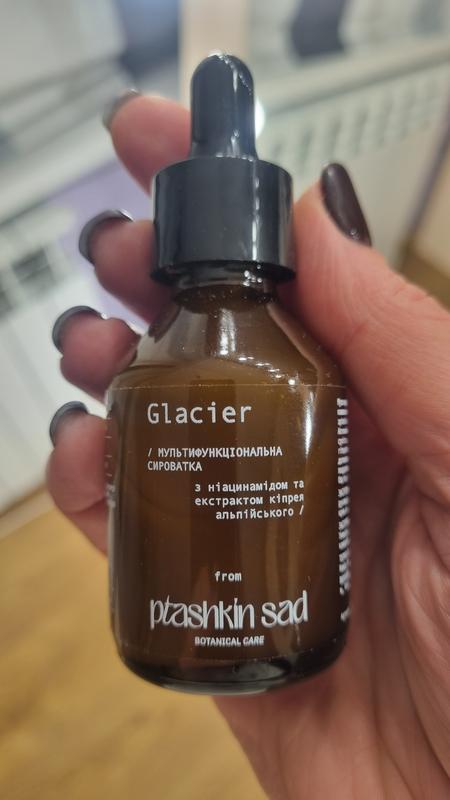 Glacier
/ МУЛЬТИФУНКЦІОНАЛЬНА
СИРОВАТКА
з ніацинамідом та
екстрактом кіпрея
альпійського /
from
ptashkin sad
BOTANICAL CARE